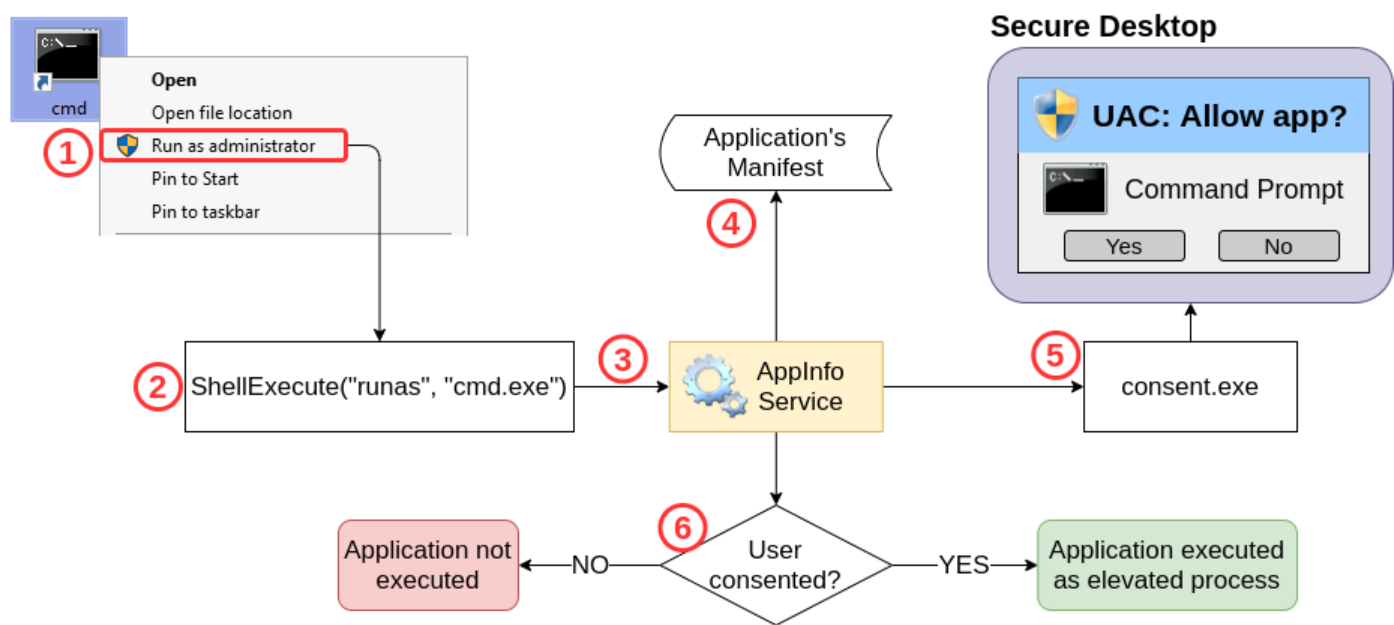 Secure Desktop
C:\_
cmd
Open
Open file location
1
Run as administrator
Pin to Start
Pin to taskbar
Application's
Manifest
4
UAC: Allow app?
C:\_
Command Prompt
Yes
No
2
ShellExecute("runas", "cmd.exe")
3
AppInfo
Service
5
consent.exe
6
User
consented?
NO
Application not
executed
YES
Application executed
as elevated process